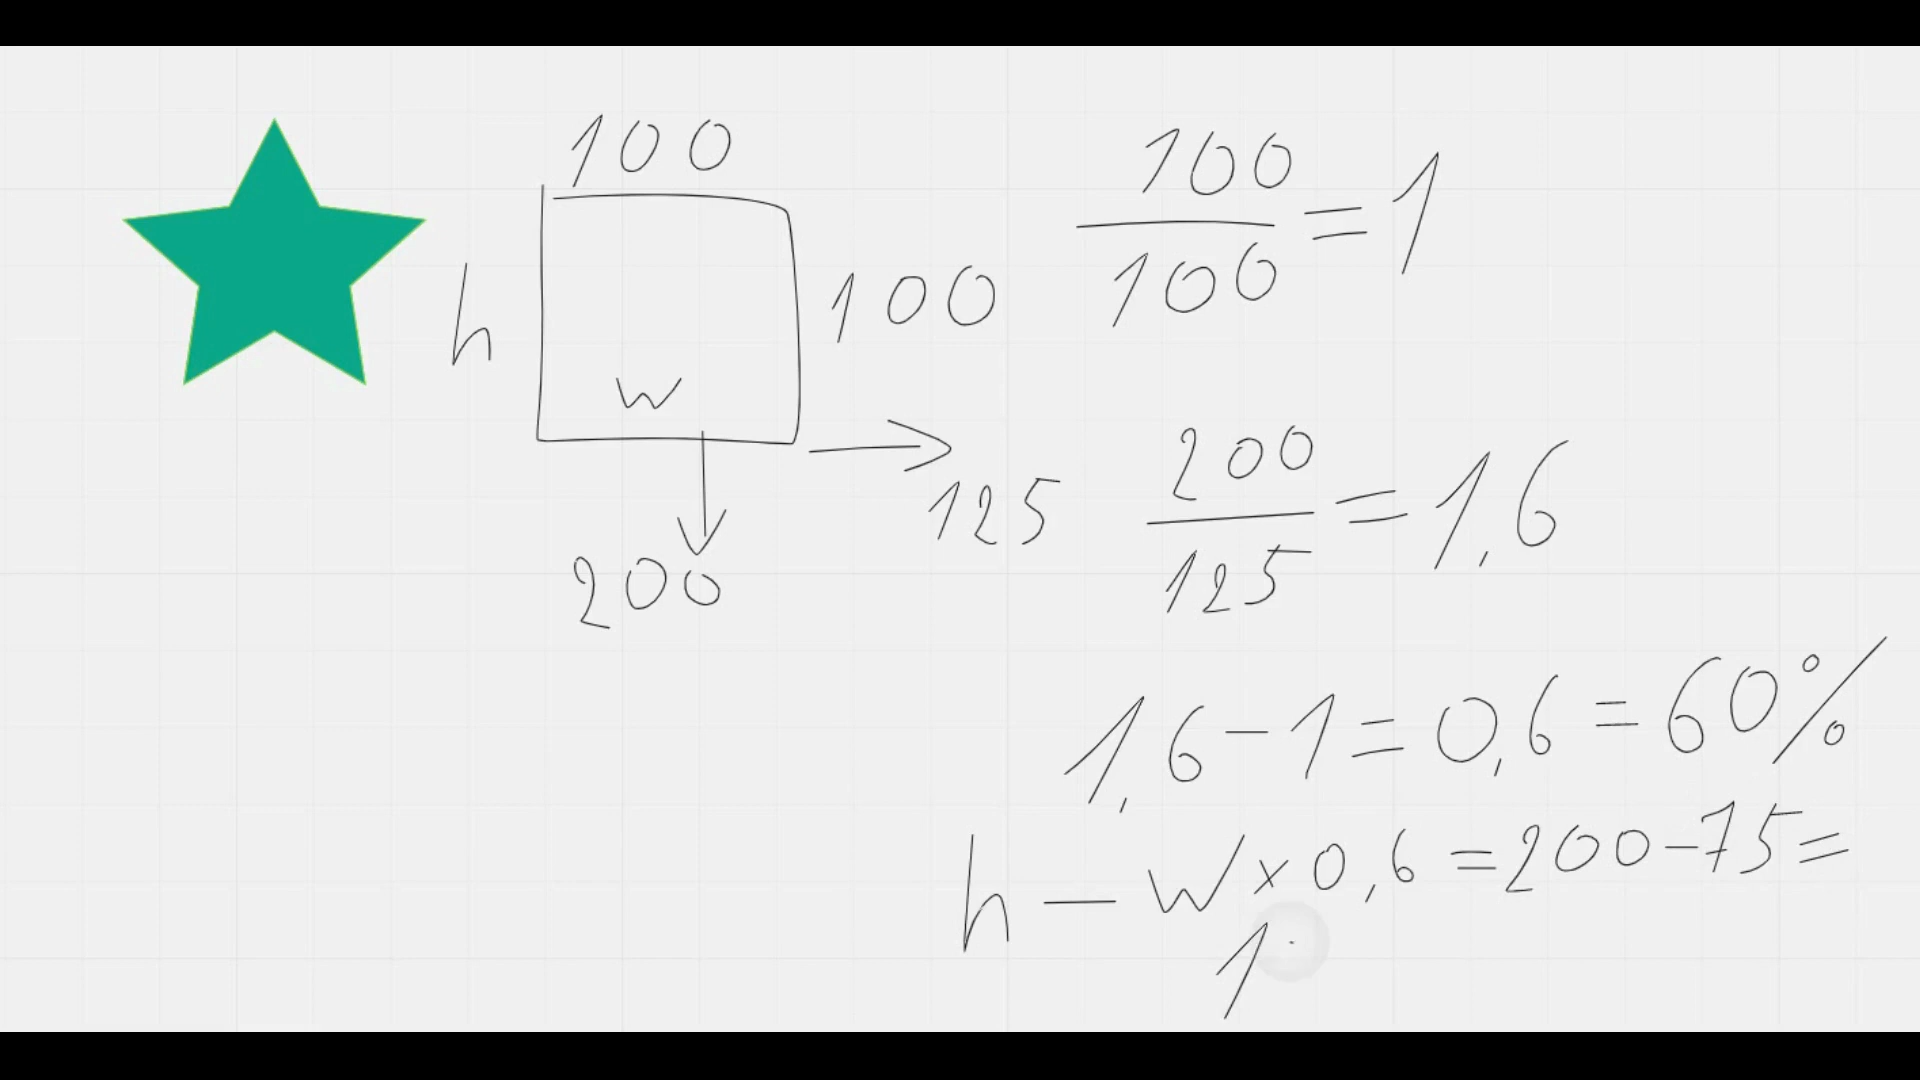 100
h
100
w
125
200
100
100
= 1
200
125
= 1,6
1,6 - 1 = 0,6 = 60%
h - w x 0,6 = 200 - 75 =
1